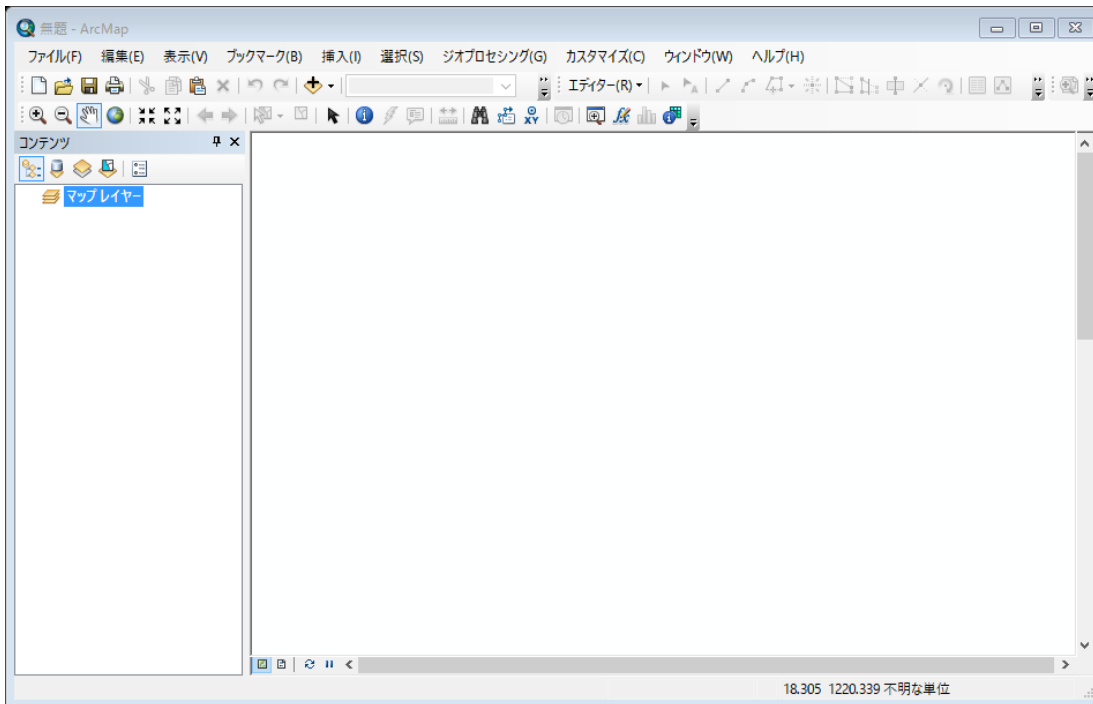 無題 - ArcMap
ファイル(F) 編集(E) 表示(V) ブックマーク(B) 挿入(I) 選択(S) ジオプロセシング(G) カスタマイズ(C) ウィンドウ(W) ヘルプ(H)
エディター(R)
コンテンツ
マップ レイヤー
18.305 1220.339 不明な単位